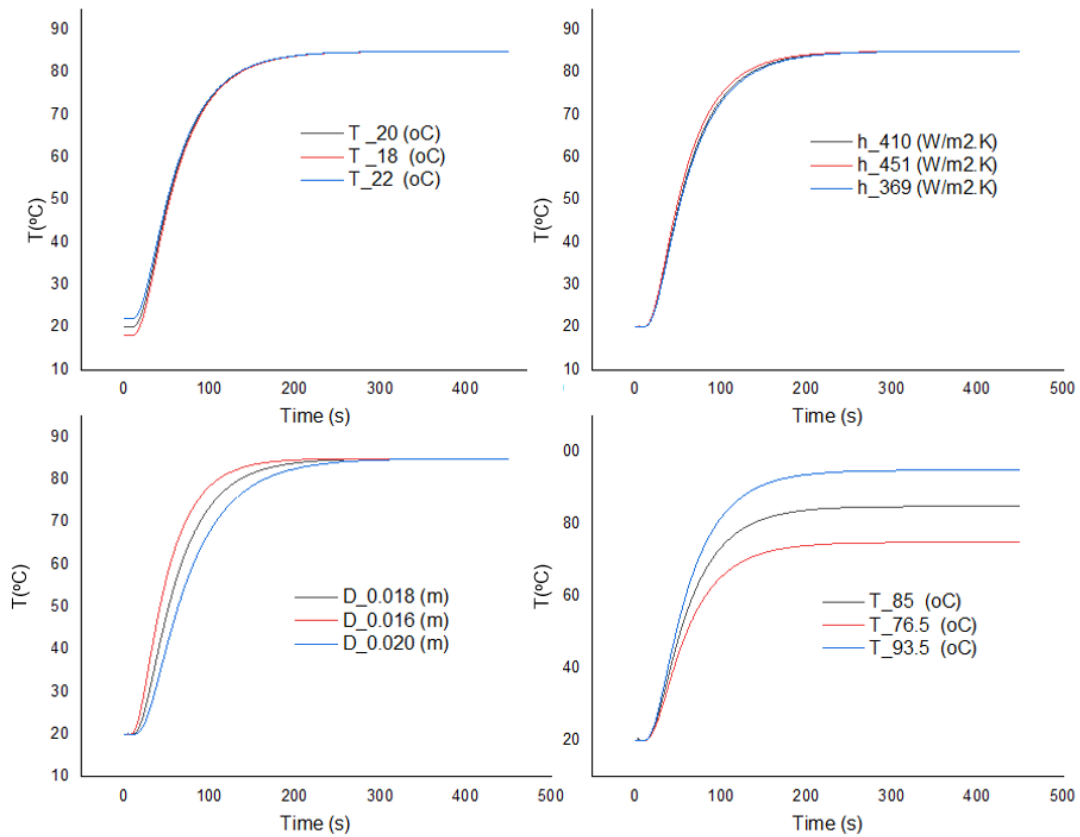 90
80
70
60
50
40
30
20
10
T(ºC)
T _20 (oC)
T _18 (oC)
T_22 (oC)
0 100 200 300 400
Time (s)
90
80
70
60
50
40
30
20
10
T(ºC)
h_410 (W/m2.K)
h_451 (W/m2.K)
h_369 (W/m2.K)
0 100 200 300 400 500
Time (s)
90
80
70
60
50
40
30
20
10
T(ºC)
D_0.018 (m)
D_0.016 (m)
D_0.020 (m)
0 100 200 300 400 500
Time (s)
00
80
60
40
20
T(ºC)
T_85 (oC)
T_76.5 (oC)
T_93.5 (oC)
0 100 200 300 400 500
Time (s)